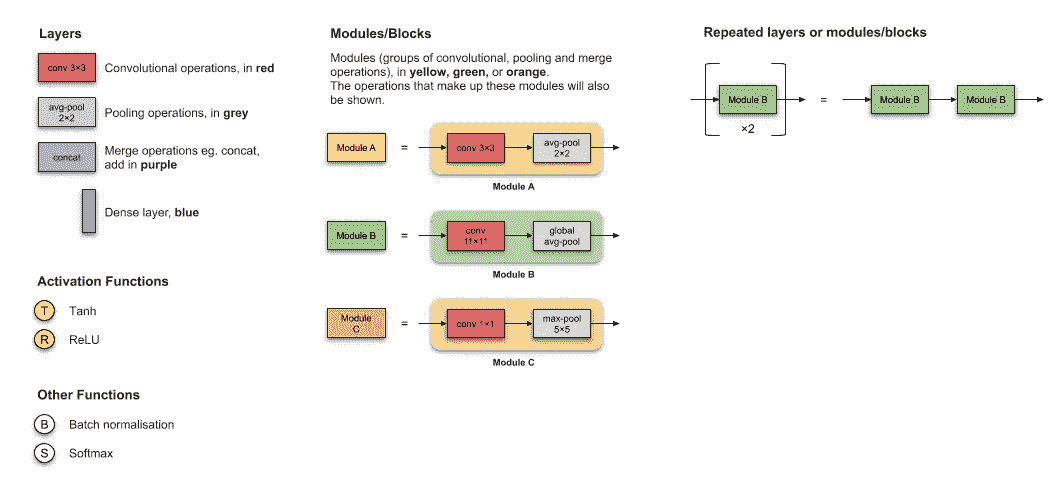 Layers
conv 3×3
Convolutional operations, in red
avg-pool
2×2
Pooling operations, in grey
concat
Merge operations eg. concat,
add in purple
Dense layer, blue
Activation Functions
T
Tanh
R
ReLU
Other Functions
B
Batch normalisation
S
Softmax
Modules/Blocks
Modules (groups of convolutional, pooling and merge
operations), in yellow, green, or orange.
The operations that make up these modules will also
be shown.
Module A
=
conv 3×3
avg-pool
2×2
Module A
Module B
=
conv
11×11
global
avg-pool
Module B
Module
C
=
conv 1×1
max-pool
5×5
Module C
Repeated layers or modules/blocks
Module B
×2
=
Module B
Module B